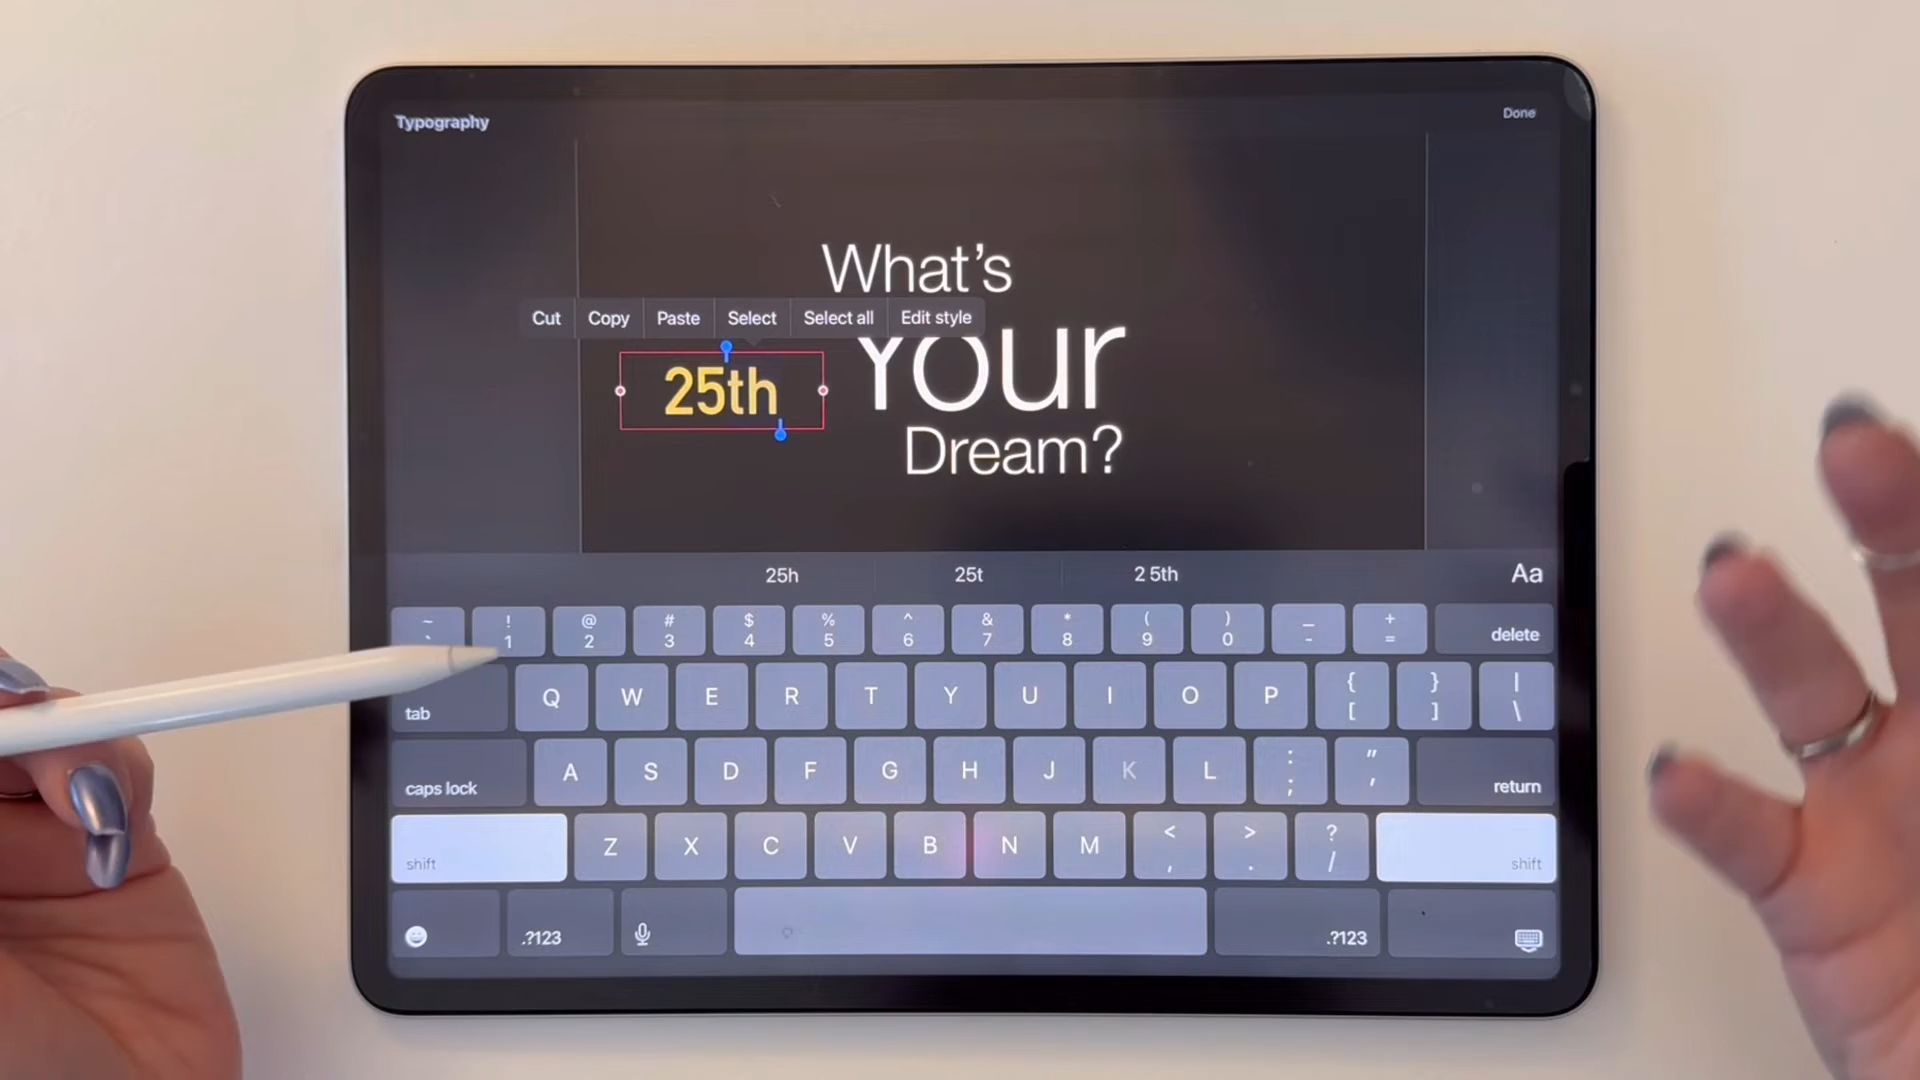 Typography
Done
What's
Cut Copy Paste Select Select all Edit style
Your
25th
Dream?
25h 25t 2 5th Aa
~ ! @ # $ % ^ & * ( ) _ +
` 1 2 3 4 5 6 7 8 9 0 - = delete
tab Q W E R T Y U I O P { [ } ] | \
caps lock A S D F G H J K L : ; " ' return
shift Z X C V B N M < , > . ? / shift
.?123 .?123